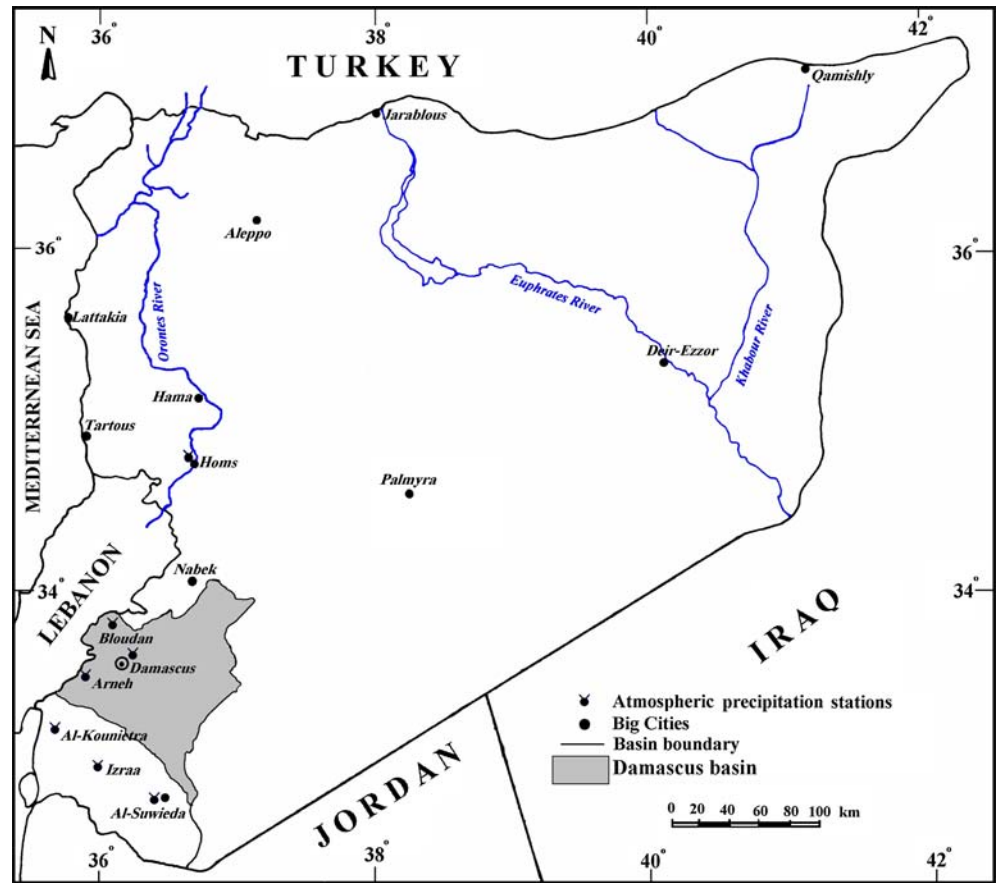 36°
38°
40°
42°
N
TURKEY
Qamishly
Jarablous
Aleppo
36°
36°
Euphrates River
Orontes River
Khabour River
MEDITERRNEAN SEA
Lattakia
Deir-Ezzor
Hama
Tartous
Homs
Palmyra
Nabek
34°
34°
LEBANON
IRAQ
Bloudan
Damascus
Arneh
Al-Kounietra
Izraa
Al-Suwieda
JORDAN
Atmospheric precipitation stations
Big Cities
Basin boundary
Damascus basin
0 20 40 60 80 100 km
36°
38°
40°
42°